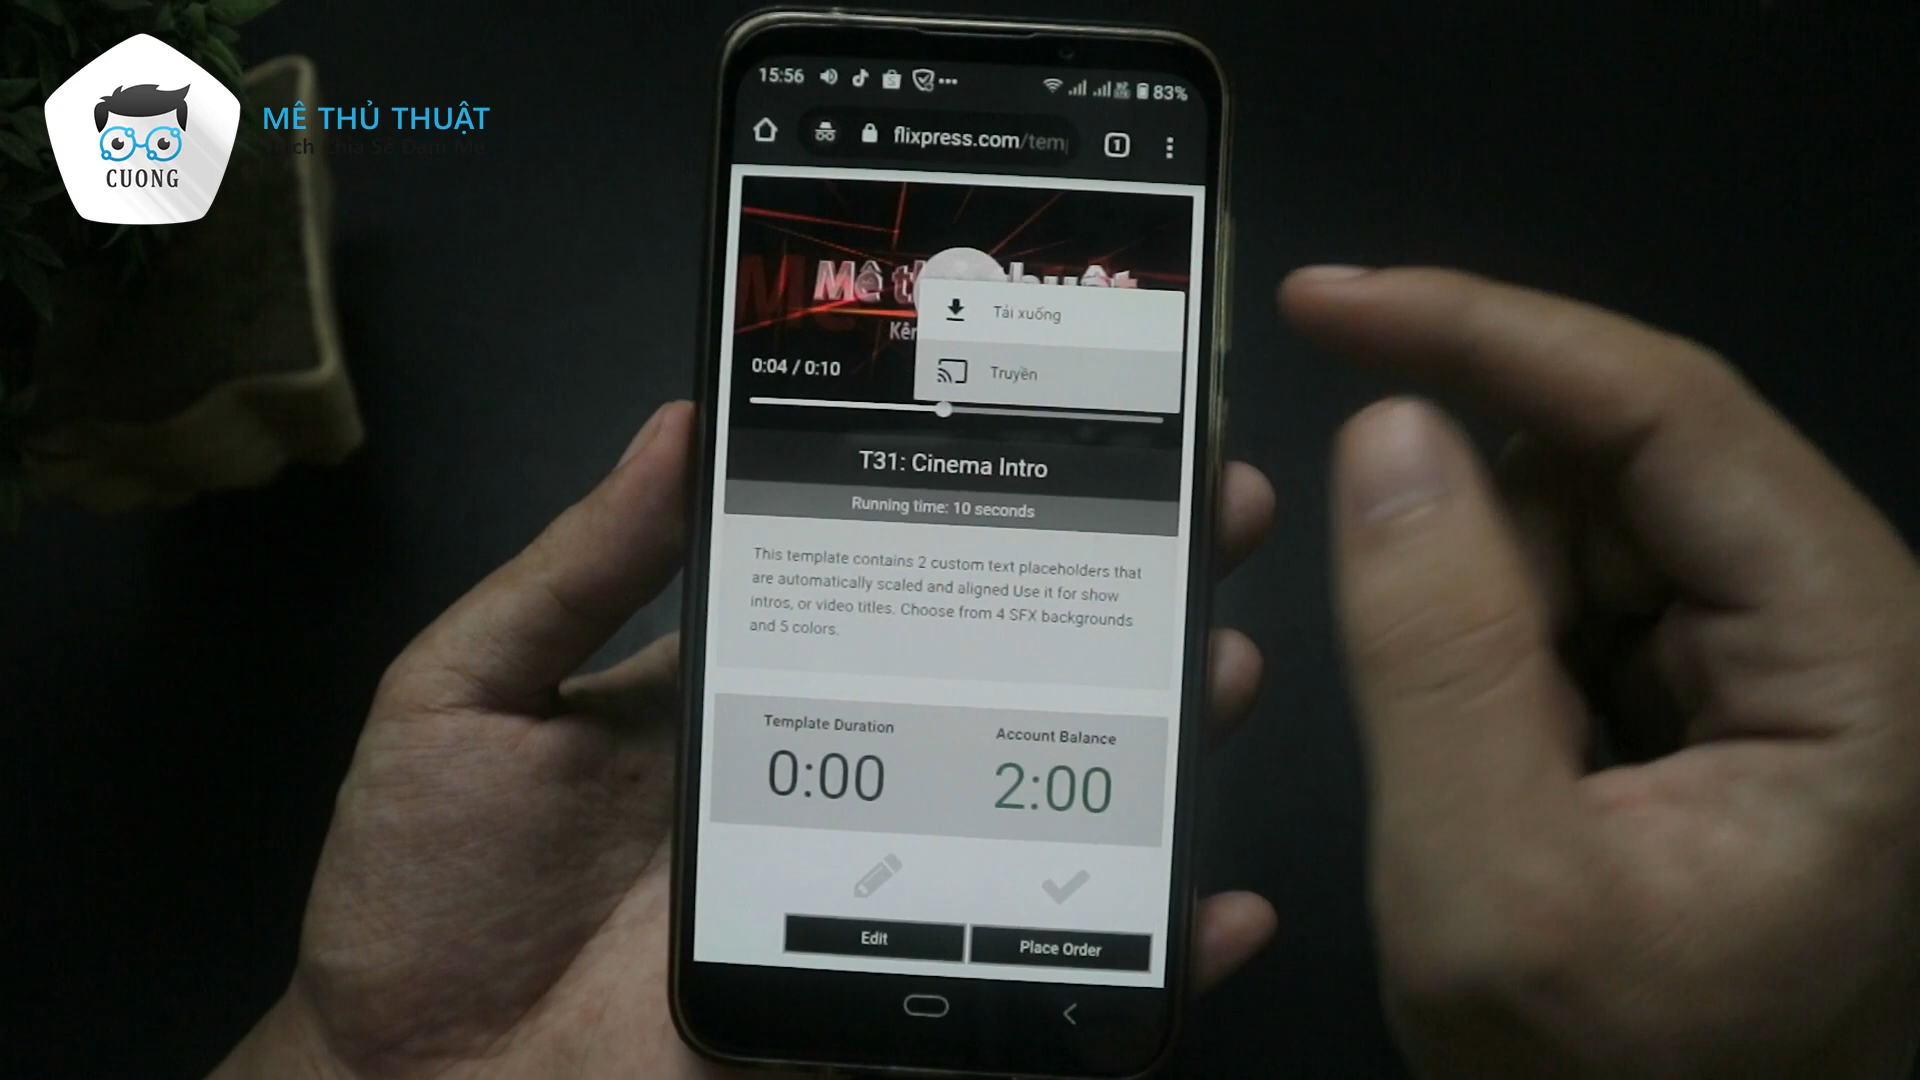 MÊ THỦ THUẬT
CUONG
15:56
83%
flixpress.com/temp
1
Mê t
0:04 / 0:10
Tải xuống
Truyền
T31: Cinema Intro
Running time: 10 seconds
This template contains 2 custom text placeholders that
are automatically scaled and aligned Use it for show
intros, or video titles. Choose from 4 SFX backgrounds
and 5 colors.
Template Duration
Account Balance
0:00
2:00
Edit
Place Order